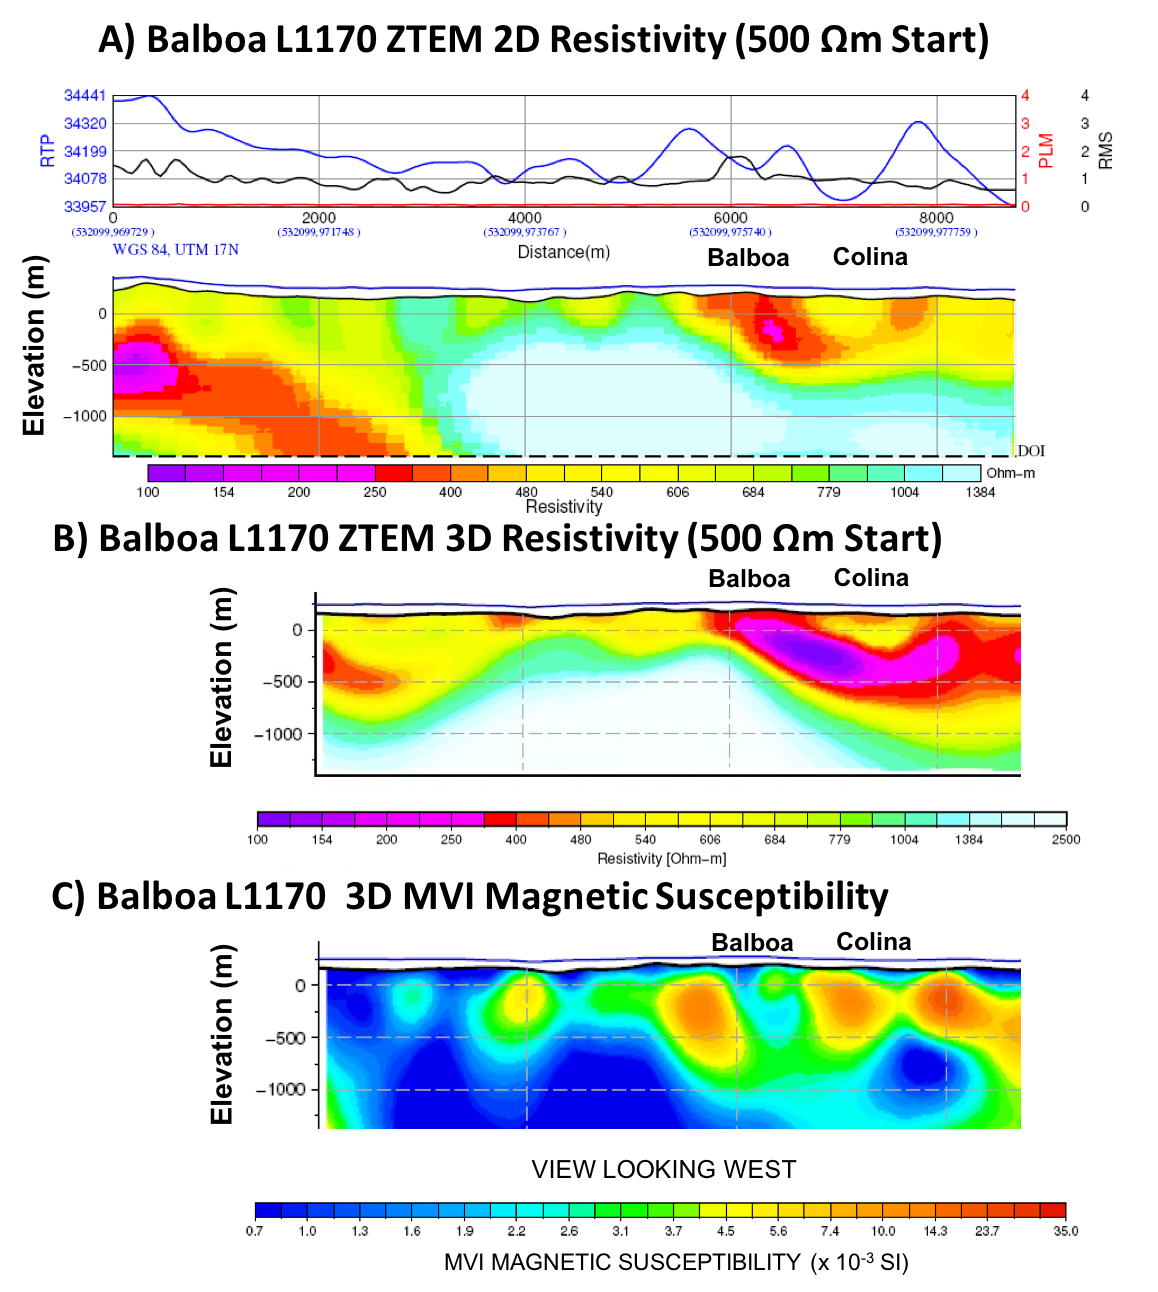 A) Balboa L1170 ZTEM 2D Resistivity (500 Ωm Start)
34441
34320
34199
34078
33957
RTP
4
3
2
1
0
PLM
4
3
2
1
0
RMS
0 2000 4000 6000 8000
(532099,969729 ) (532099,971748 ) (532099,973767 ) (532099,975740 ) (532099,977759 )
WGS 84, UTM 17N
Distance(m)
Balboa Colina
Elevation (m)
0
−500
−1000
DOI
Ohm−m
100 154 200 250 400 480 540 606 684 779 1004 1384
Resistivity
B) Balboa L1170 ZTEM 3D Resistivity (500 Ωm Start)
Balboa Colina
Elevation (m)
0
−500
−1000
100 154 200 250 400 480 540 606 684 779 1004 1384 2500
Resistivity [Ohm−m]
C) Balboa L1170 3D MVI Magnetic Susceptibility
Balboa Colina
Elevation (m)
0
−500
−1000
VIEW LOOKING WEST
0.7 1.0 1.3 1.6 1.9 2.2 2.6 3.1 3.7 4.5 5.6 7.4 10.0 14.3 23.7 35.0
MVI MAGNETIC SUSCEPTIBILITY (x 10⁻³ SI)